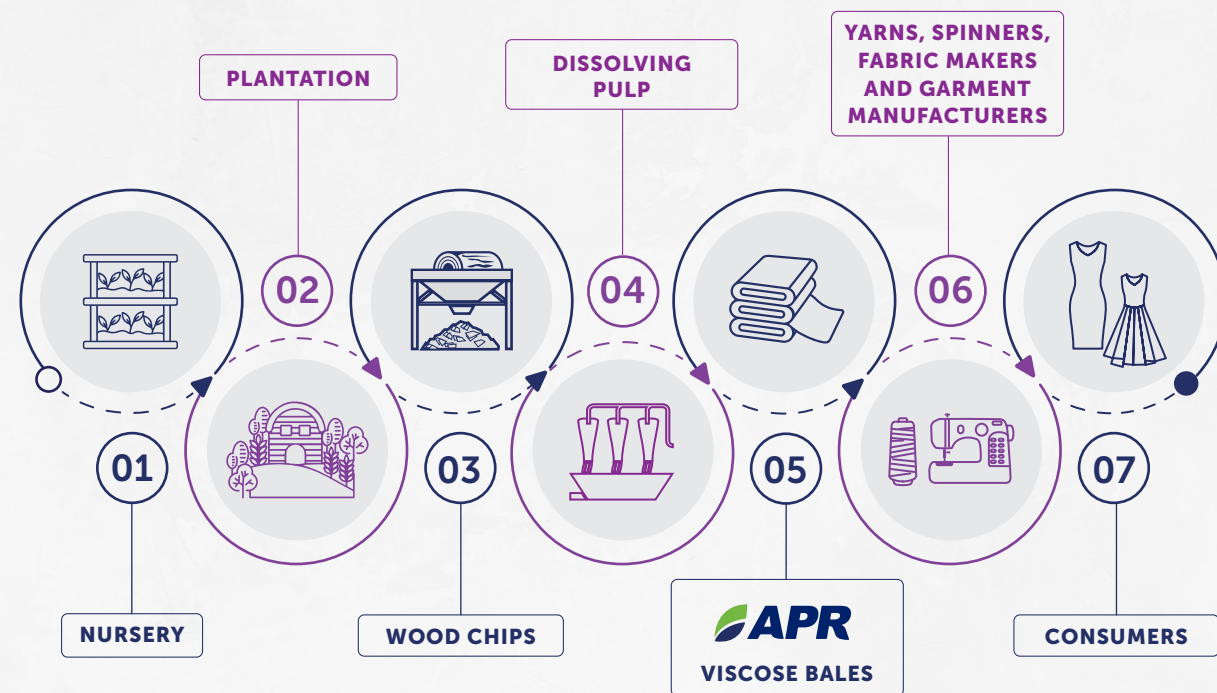 PLANTATION
DISSOLVING
PULP
YARNS, SPINNERS,
FABRIC MAKERS
AND GARMENT
MANUFACTURERS
02
04
06
01
03
05
07
NURSERY
WOOD CHIPS
APR
VISCOSE BALES
CONSUMERS